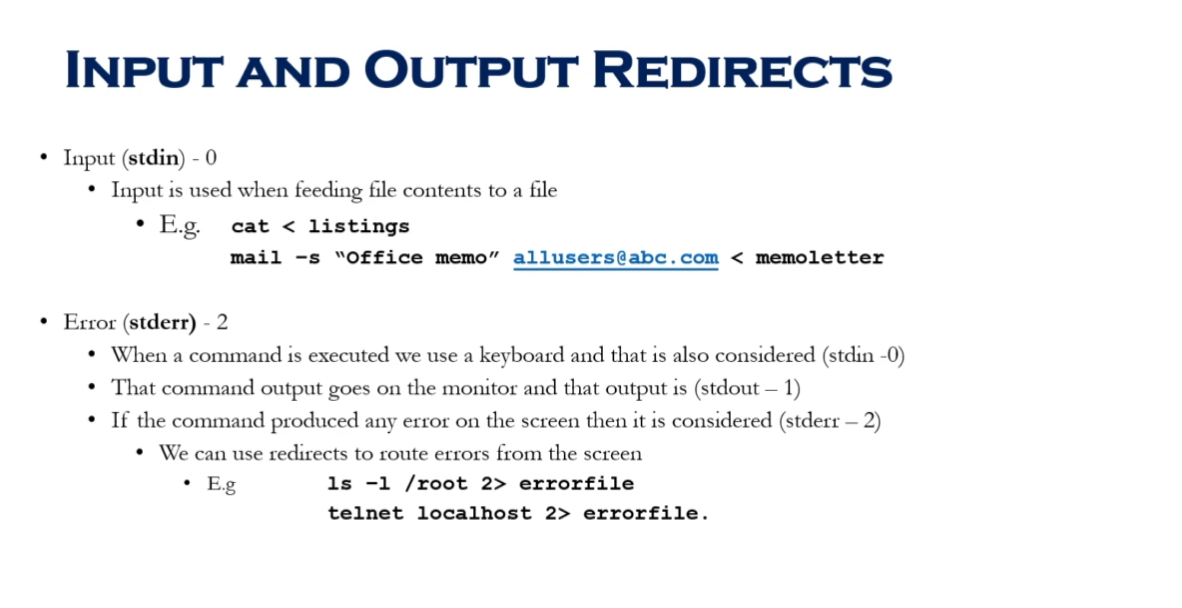 INPUT AND OUTPUT REDIRECTS
• Input (stdin) - 0
• Input is used when feeding file contents to a file
• E.g. cat < listings
mail –s “Office memo” allusers@abc.com < memoletter
• Error (stderr) - 2
• When a command is executed we use a keyboard and that is also considered (stdin -0)
• That command output goes on the monitor and that output is (stdout – 1)
• If the command produced any error on the screen then it is considered (stderr – 2)
• We can use redirects to route errors from the screen
• E.g ls –l /root 2> errorfile
telnet localhost 2> errorfile.